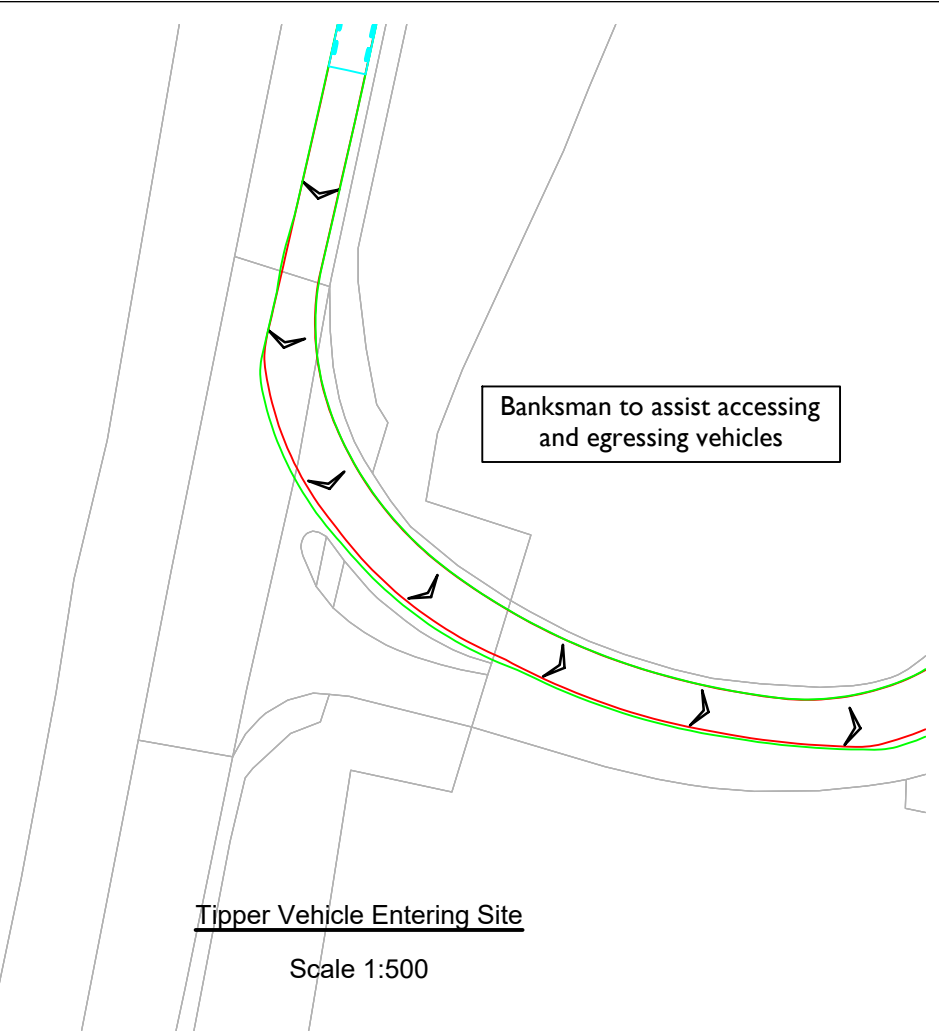 Banksman to assist accessing
and egressing vehicles
Tipper Vehicle Entering Site
Scale 1:500